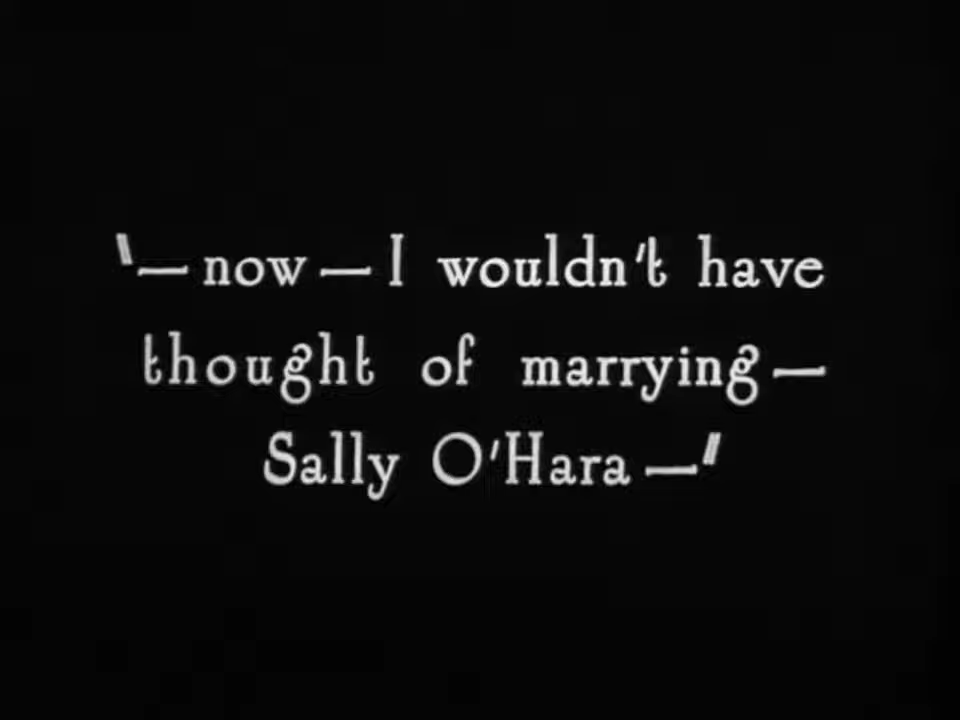 "— now — I wouldn't have
thought of marrying —
Sally O'Hara —"